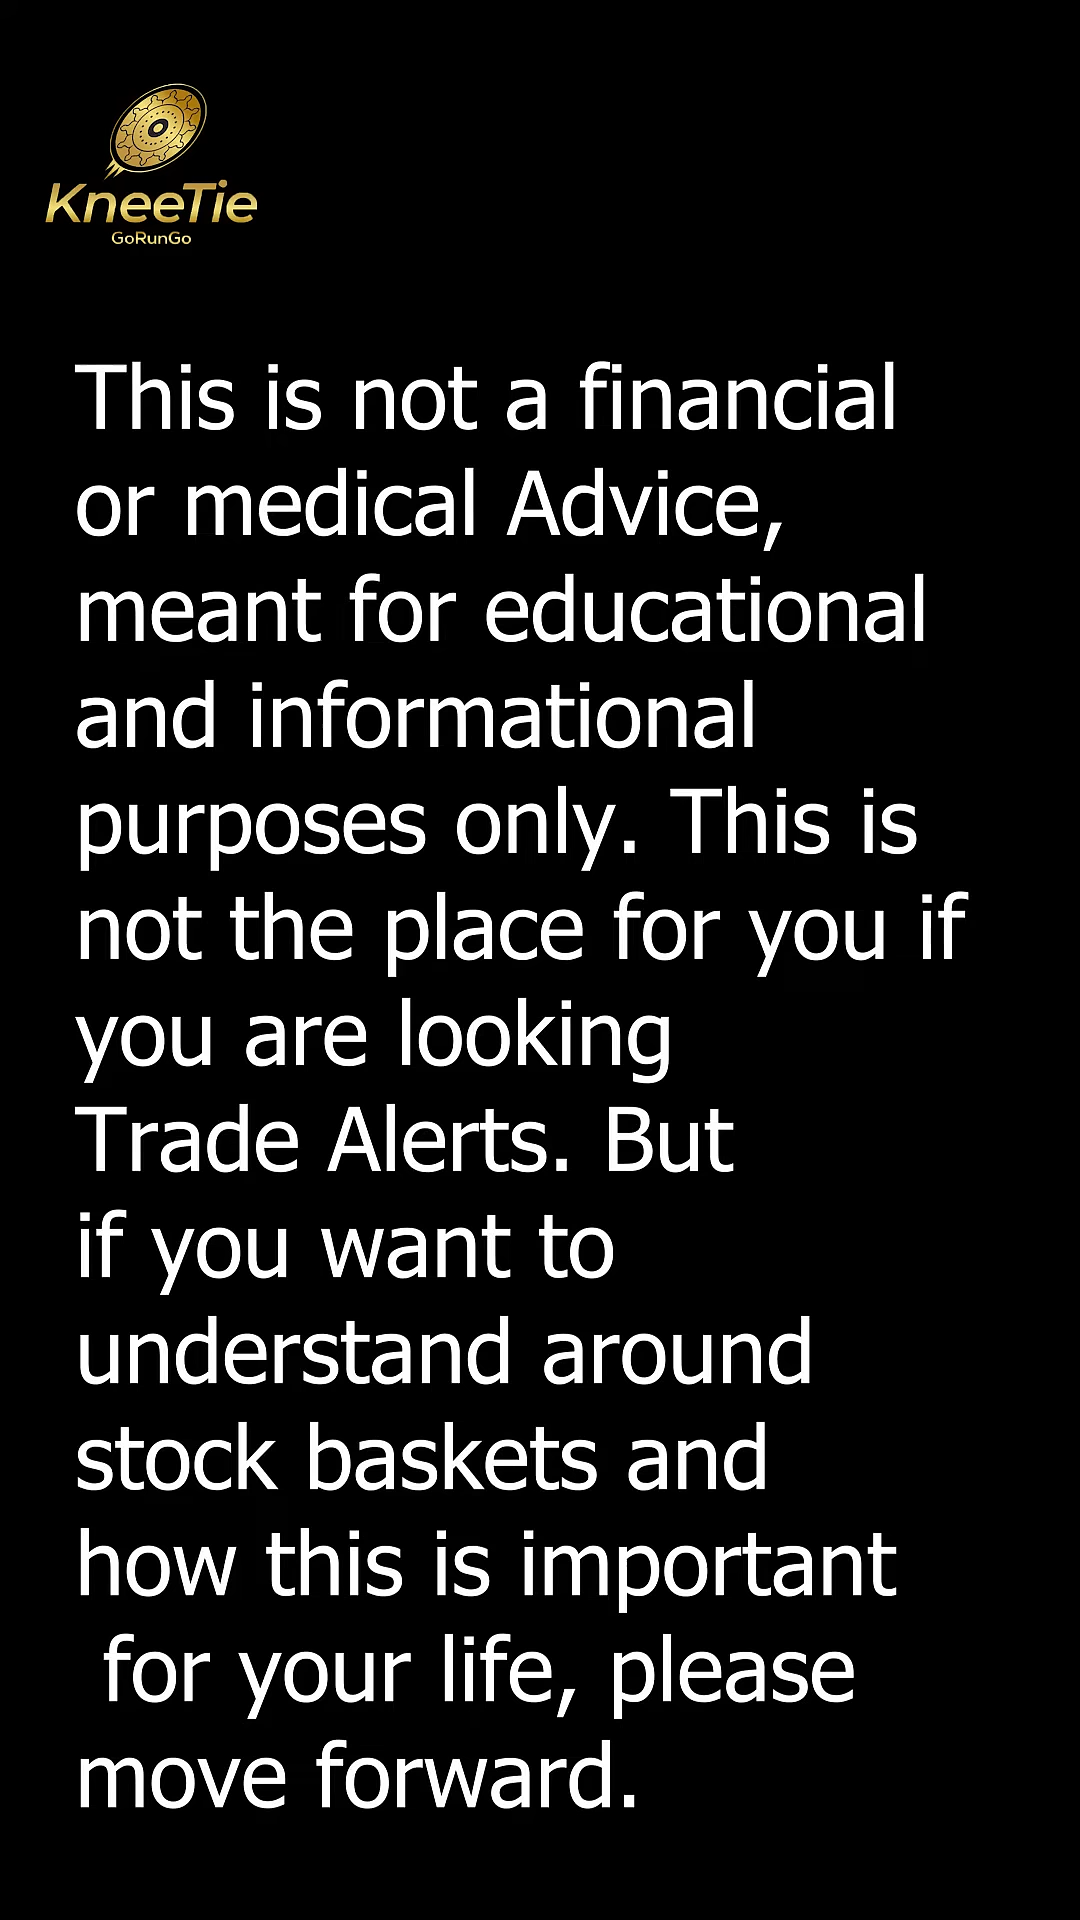 KneeTie
GoRunGo
This is not a financial
or medical Advice,
meant for educational
and informational
purposes only. This is
not the place for you if
you are looking
Trade Alerts. But
if you want to
understand around
stock baskets and
how this is important
for your life, please
move forward.